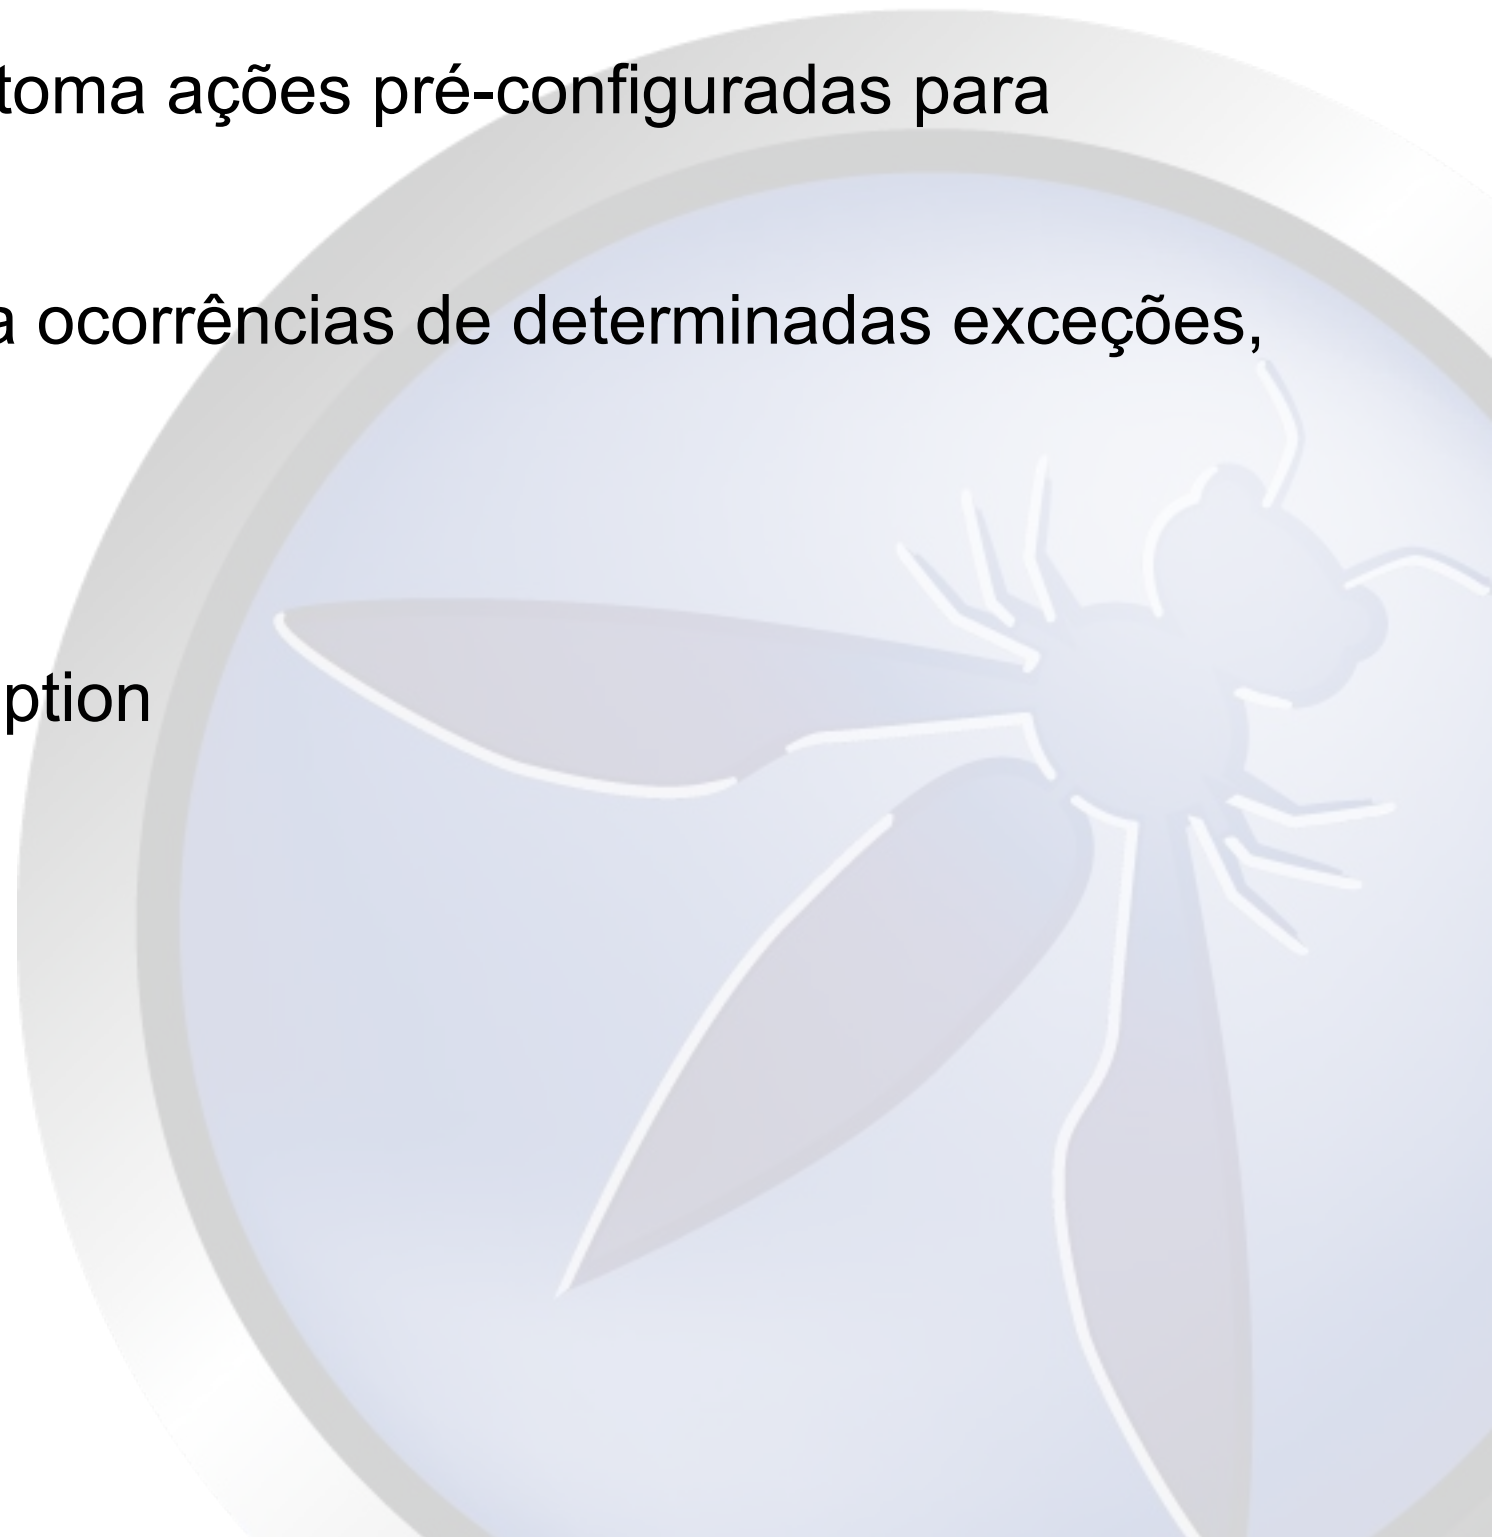 toma ações pré-configuradas para
a ocorrências de determinadas exceções,
ption